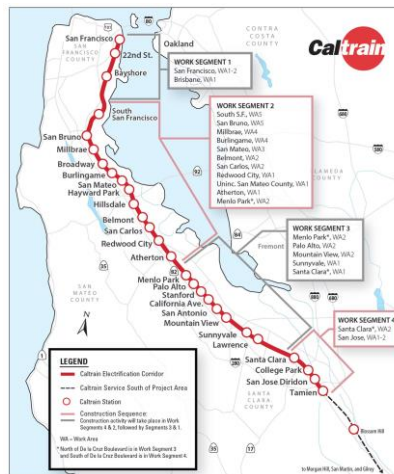 Caltrain
San Francisco
SAN
FRANCISCO
COUNTY
Oakland
CONTRA
COSTA
COUNTY
22nd St.
Bayshore
WORK SEGMENT 1
San Francisco, WA1-2
Brisbane, WA1
South
San Francisco
WORK SEGMENT 2
South S.F., WA5
San Bruno, WA5
Millbrae, WA4
Burlingame, WA4
San Mateo, WA3
Belmont, WA2
San Carlos, WA2
Redwood City, WA1
Uninc. San Mateo County, WA1
Atherton, WA1
Menlo Park*, WA2
San Bruno
Millbrae
Broadway
Burlingame
San Mateo
Hayward Park
Hillsdale
Belmont
San Carlos
Redwood City
Atherton
Menlo Park
Palo Alto
Stanford
California Ave.
San Antonio
Mountain View
Sunnyvale
Lawrence
Fremont
WORK SEGMENT 3
Menlo Park*, WA2
Palo Alto, WA2
Mountain View, WA2
Sunnyvale, WA1
Santa Clara*, WA1
WORK SEGMENT 4
Santa Clara*, WA2
San Jose, WA1-2
SAN
MATEO
COUNTY
N
Santa Clara
College Park
San Jose Diridon
Tamien
SANTA
CLARA
COUNTY
LEGEND
Caltrain Electrification Corridor
Caltrain Service South of Project Area
Caltrain Station
Construction Sequence:
Construction activity will take place in Work
Segments 4 & 2, followed by Segments 3 & 1.
WA – Work Area
* North of De la Cruz Boulevard is in Work Segment 3
and South of De la Cruz Boulevard is in Work Segment 4.
Blossom Hill
to Morgan Hill, San Martin, and Gilroy